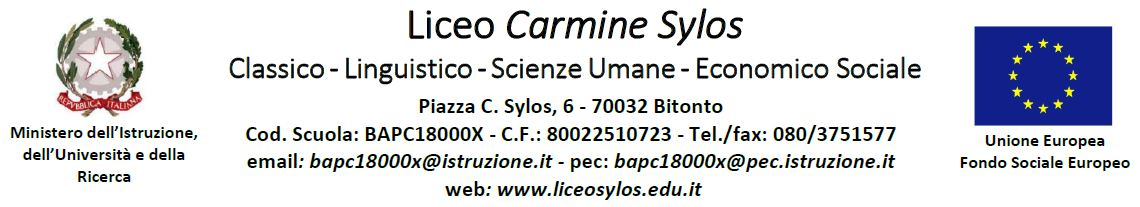 Liceo Carmine Sylos
Classico - Linguistico - Scienze Umane - Economico Sociale
Piazza C. Sylos, 6 - 70032 Bitonto
Cod. Scuola: BAPC18000X - C.F.: 80022510723 - Tel./fax: 080/3751577
email: bapc18000x@istruzione.it - pec: bapc18000x@pec.istruzione.it
web: www.liceosylos.edu.it
REPVBBLICA ITALIANA
Ministero dell’Istruzione,
dell’Università e della
Ricerca
Unione Europea
Fondo Sociale Europeo